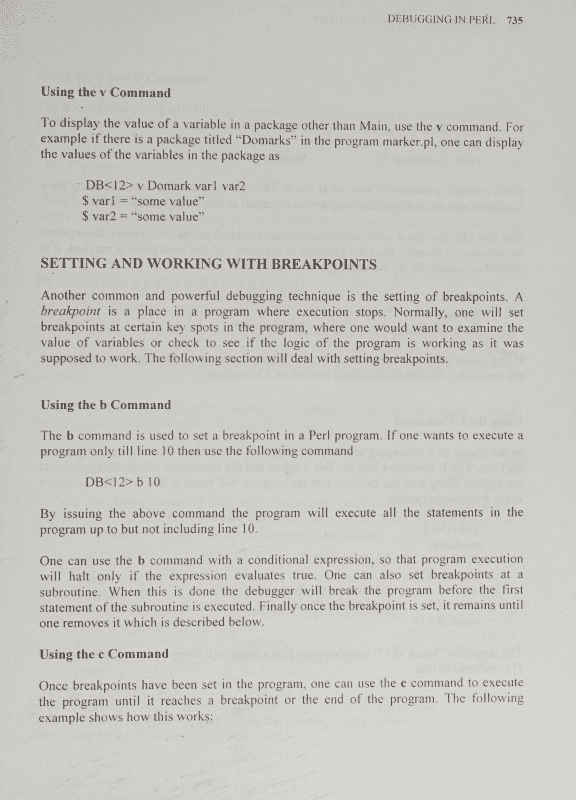 DEBUGGING IN PERL 735
Using the v Command
To display the value of a variable in a package other than Main, use the v command. For
example if there is a package titled “Domarks” in the program marker.pl, one can display
the values of the variables in the package as
DB<12> v Domark var1 var2
$ var1 = “some value”
$ var2 = “some value”
SETTING AND WORKING WITH BREAKPOINTS
Another common and powerful debugging technique is the setting of breakpoints. A
breakpoint is a place in a program where execution stops. Normally, one will set
breakpoints at certain key spots in the program, where one would want to examine the
value of variables or check to see if the logic of the program is working as it was
supposed to work. The following section will deal with setting breakpoints.
Using the b Command
The b command is used to set a breakpoint in a Perl program. If one wants to execute a
program only till line 10 then use the following command
DB<12> b 10
By issuing the above command the program will execute all the statements in the
program up to but not including line 10.
One can use the b command with a conditional expression, so that program execution
will halt only if the expression evaluates true. One can also set breakpoints at a
subroutine. When this is done the debugger will break the program before the first
statement of the subroutine is executed. Finally once the breakpoint is set, it remains until
one removes it which is described below.
Using the c Command
Once breakpoints have been set in the program, one can use the c command to execute
the program until it reaches a breakpoint or the end of the program. The following
example shows how this works: